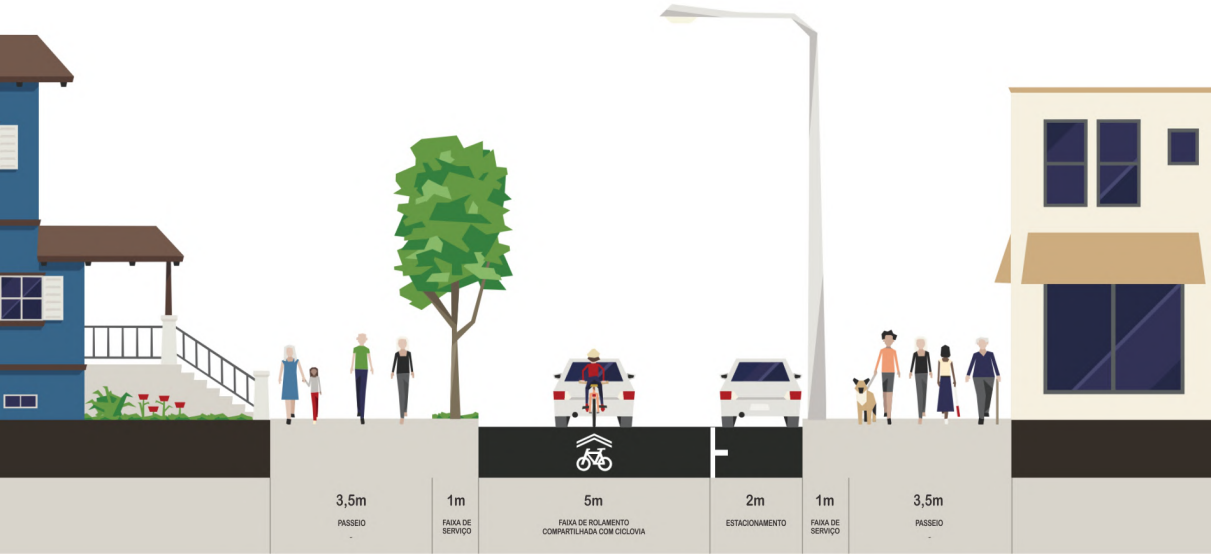 3,5m
PASSEIO
-
1m
FAIXA DE
SERVIÇO
5m
FAIXA DE ROLAMENTO
COMPARTILHADA COM CICLOVIA
2m
ESTACIONAMENTO
1m
FAIXA DE
SERVIÇO
3,5m
PASSEIO
-